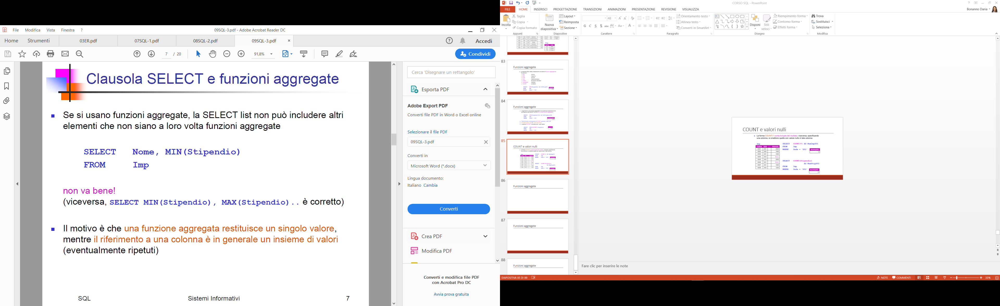 File Modifica Vista Finestra ?
09SQL-3.pdf - Adobe Acrobat Reader DC
Home Strumenti 03ER.pdf 07SQL-1.pdf 08SQL-2.pdf 09SQL-3.pdf × Accedi
7 / 20 91,8% Condividi
Clausola SELECT e funzioni aggregate
Se si usano funzioni aggregate, la SELECT list non può includere altri
elementi che non siano a loro volta funzioni aggregate
SELECT Nome, MIN(Stipendio)
FROM Imp
non va bene!
(viceversa, SELECT MIN(Stipendio), MAX(Stipendio).. è corretto)
Il motivo è che una funzione aggregata restituisce un singolo valore,
mentre il riferimento a una colonna è in generale un insieme di valori
(eventualmente ripetuti)
SQL Sistemi Informativi 7
Cerca 'Disegnare un rettangolo'
Esporta PDF
Adobe Export PDF
Converti file PDF in Word o Excel online
Selezionare il file PDF
09SQL-3.pdf
Converti in
Microsoft Word (*.docx)
Lingua documento:
Italiano Cambia
Converti
Crea PDF
Modifica PDF
Converti e modifica file PDF
con Acrobat Pro DC
Avvia prova gratuita
CORSO SQL - PowerPoint
FILE HOME INSERISCI PROGETTAZIONE TRANSIZIONI ANIMAZIONI PRESENTAZIONE REVISIONE VISUALIZZA
Bonanno Daria
Incolla
Taglia
Copia
Copia formato
Appunti
Nuova
diapositiva
Layout
Reimposta
Sezione
Diapositive
48
G C S S abc AV Aa A
Carattere
Orientamento testo
Allinea testo
Converti in SmartArt
Paragrafo
Disponi
Stili
veloci
Riempimento forma
Contorno forma
Effetti forma
Disegno
Trova
Sostituisci
Seleziona
Modifica
83
Funzioni aggregate
84
Funzioni aggregate
85
COUNT e valori nulli
86
Funzioni aggregate
87
Funzioni aggregate
88
Funzioni aggregate
COUNT e valori nulli
La forma COUNT(*) conta le tuple del risultato; viceversa, specificando
una colonna, si omettono quelle con valore nullo in tale colonna
Imp
CodImp Sede Stipendio
SELECT COUNT(*) AS NumImpS01
FROM Imp
WHERE Sede = 'S01'
NumImpS01
SELECT COUNT(Stipendio)
AS NumStipS01
FROM Imp
WHERE Sede = 'S01'
NumStipS01
Fare clic per inserire le note
DIAPOSITIVA 85 DI 89
NOTE COMMENTI 33%